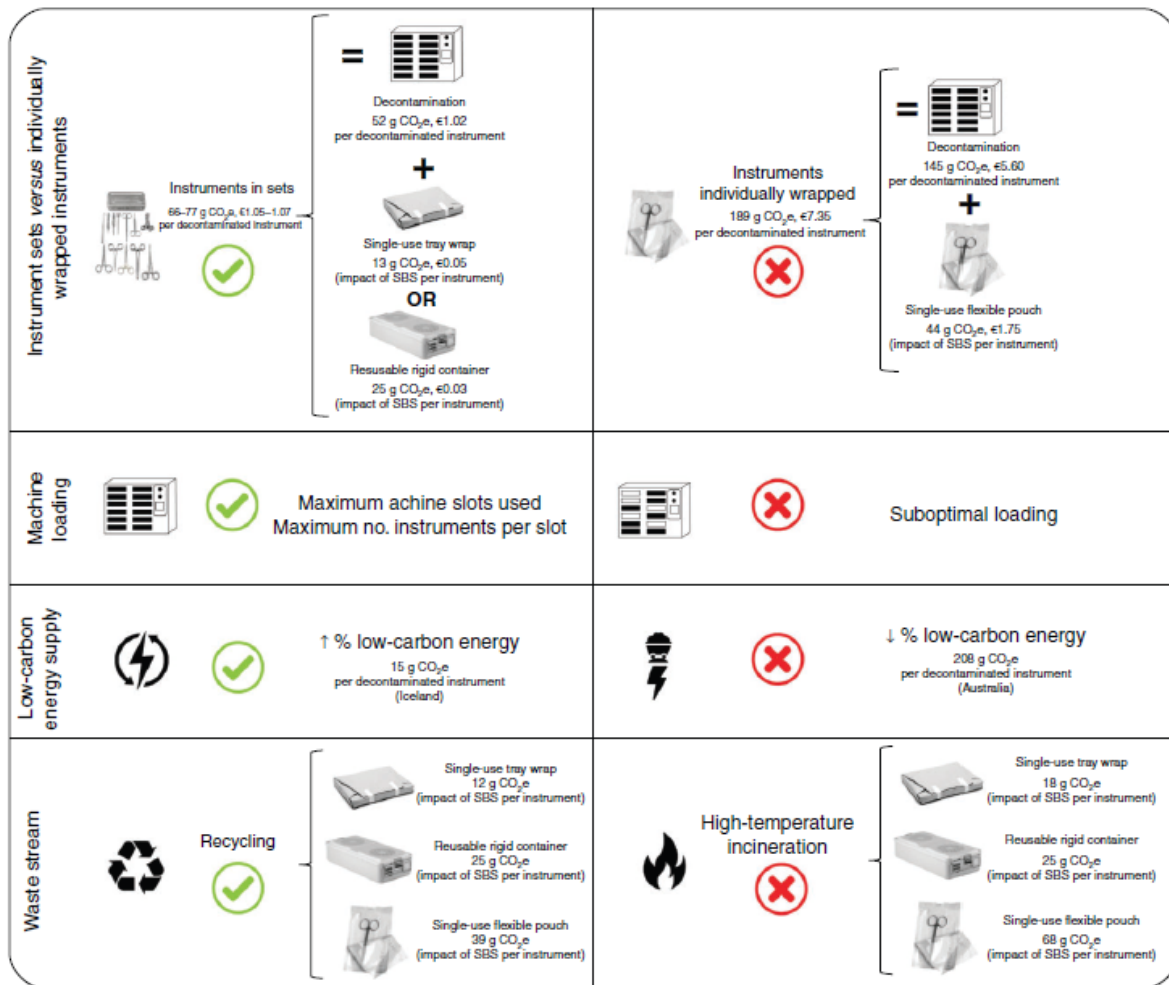 Instrument sets versus individually
wrapped instruments
Instruments in sets
66–77 g CO₂e, €1.05–1.07
per decontaminated instrument
=
Decontamination
52 g CO₂e, €1.02
per decontaminated instrument
+
Single-use tray wrap
13 g CO₂e, €0.05
(impact of SBS per instrument)
OR
Resusable rigid container
25 g CO₂e, €0.03
(impact of SBS per instrument)
Instruments
individually wrapped
189 g CO₂e, €7.35
per decontaminated instrument
=
Decontamination
145 g CO₂e, €5.60
per decontaminated instrument
+
Single-use flexible pouch
44 g CO₂e, €1.75
(impact of SBS per instrument)
Machine
loading
Maximum achine slots used
Maximum no. instruments per slot
Suboptimal loading
Low-carbon
energy supply
↑ % low-carbon energy
15 g CO₂e
per decontaminated instrument
(Iceland)
↓ % low-carbon energy
208 g CO₂e
per decontaminated instrument
(Australia)
Waste stream
Recycling
Single-use tray wrap
12 g CO₂e
(impact of SBS per instrument)
Reusable rigid container
25 g CO₂e
(impact of SBS per instrument)
Single-use flexible pouch
39 g CO₂e
(impact of SBS per instrument)
High-temperature
incineration
Single-use tray wrap
18 g CO₂e
(impact of SBS per instrument)
Reusable rigid container
25 g CO₂e
(impact of SBS per instrument)
Single-use flexible pouch
68 g CO₂e
(impact of SBS per instrument)